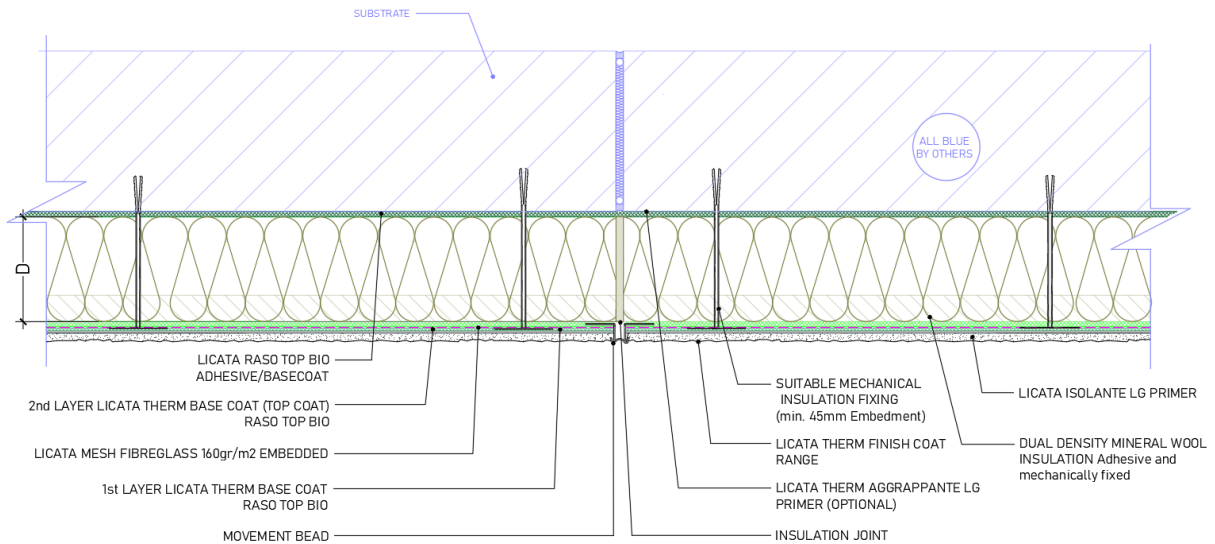 SUBSTRATE
ALL BLUE
BY OTHERS
D
LICATA RASO TOP BIO
ADHESIVE/BASECOAT
2nd LAYER LICATA THERM BASE COAT (TOP COAT)
RASO TOP BIO
LICATA MESH FIBREGLASS 160gr/m2 EMBEDDED
1st LAYER LICATA THERM BASE COAT
RASO TOP BIO
MOVEMENT BEAD
SUITABLE MECHANICAL
INSULATION FIXING
(min. 45mm Embedment)
LICATA THERM FINISH COAT
RANGE
LICATA THERM AGGRAPPANTE LG
PRIMER (OPTIONAL)
INSULATION JOINT
LICATA ISOLANTE LG PRIMER
DUAL DENSITY MINERAL WOOL
INSULATION Adhesive and
mechanically fixed